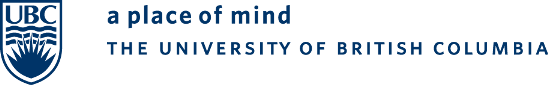 UBC
a place of mind
THE UNIVERSITY OF BRITISH COLUMBIA